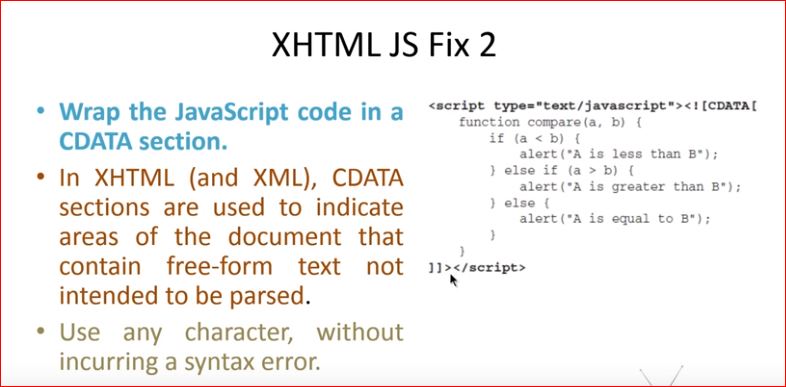 XHTML JS Fix 2
• Wrap the JavaScript code in a
CDATA section.
• In XHTML (and XML), CDATA
sections are used to indicate
areas of the document that
contain free-form text not
intended to be parsed.
• Use any character, without
incurring a syntax error.
<script type="text/javascript"><![CDATA[
function compare(a, b) {
if (a < b) {
alert("A is less than B");
} else if (a > b) {
alert("A is greater than B");
} else {
alert("A is equal to B");
}
}
]]></script>